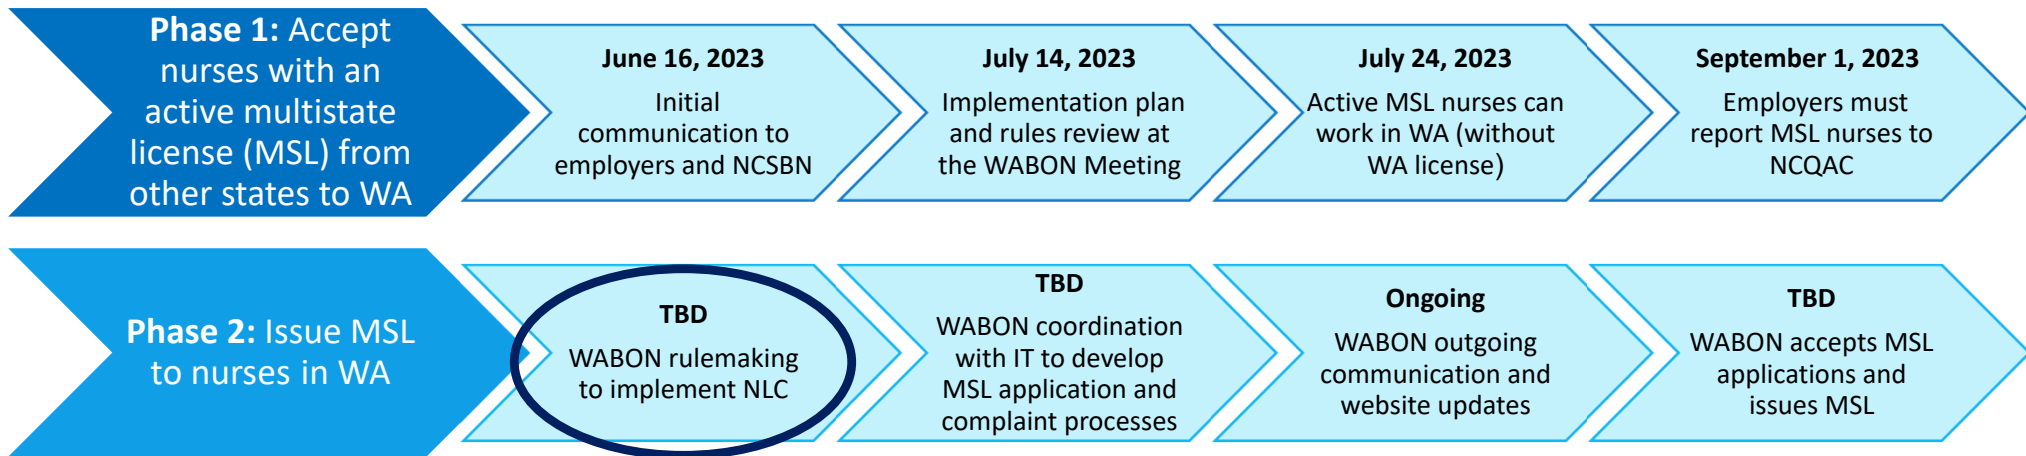 Phase 1: Accept
nurses with an
active multistate
license (MSL) from
other states to WA
June 16, 2023
Initial
communication to
employers and NCSBN
July 14, 2023
Implementation plan
and rules review at
the WABON Meeting
July 24, 2023
Active MSL nurses can
work in WA (without
WA license)
September 1, 2023
Employers must
report MSL nurses to
NCQAC
Phase 2: Issue MSL
to nurses in WA
TBD
WABON rulemaking
to implement NLC
TBD
WABON coordination
with IT to develop
MSL application and
complaint processes
Ongoing
WABON outgoing
communication and
website updates
TBD
WABON accepts MSL
applications and
issues MSL